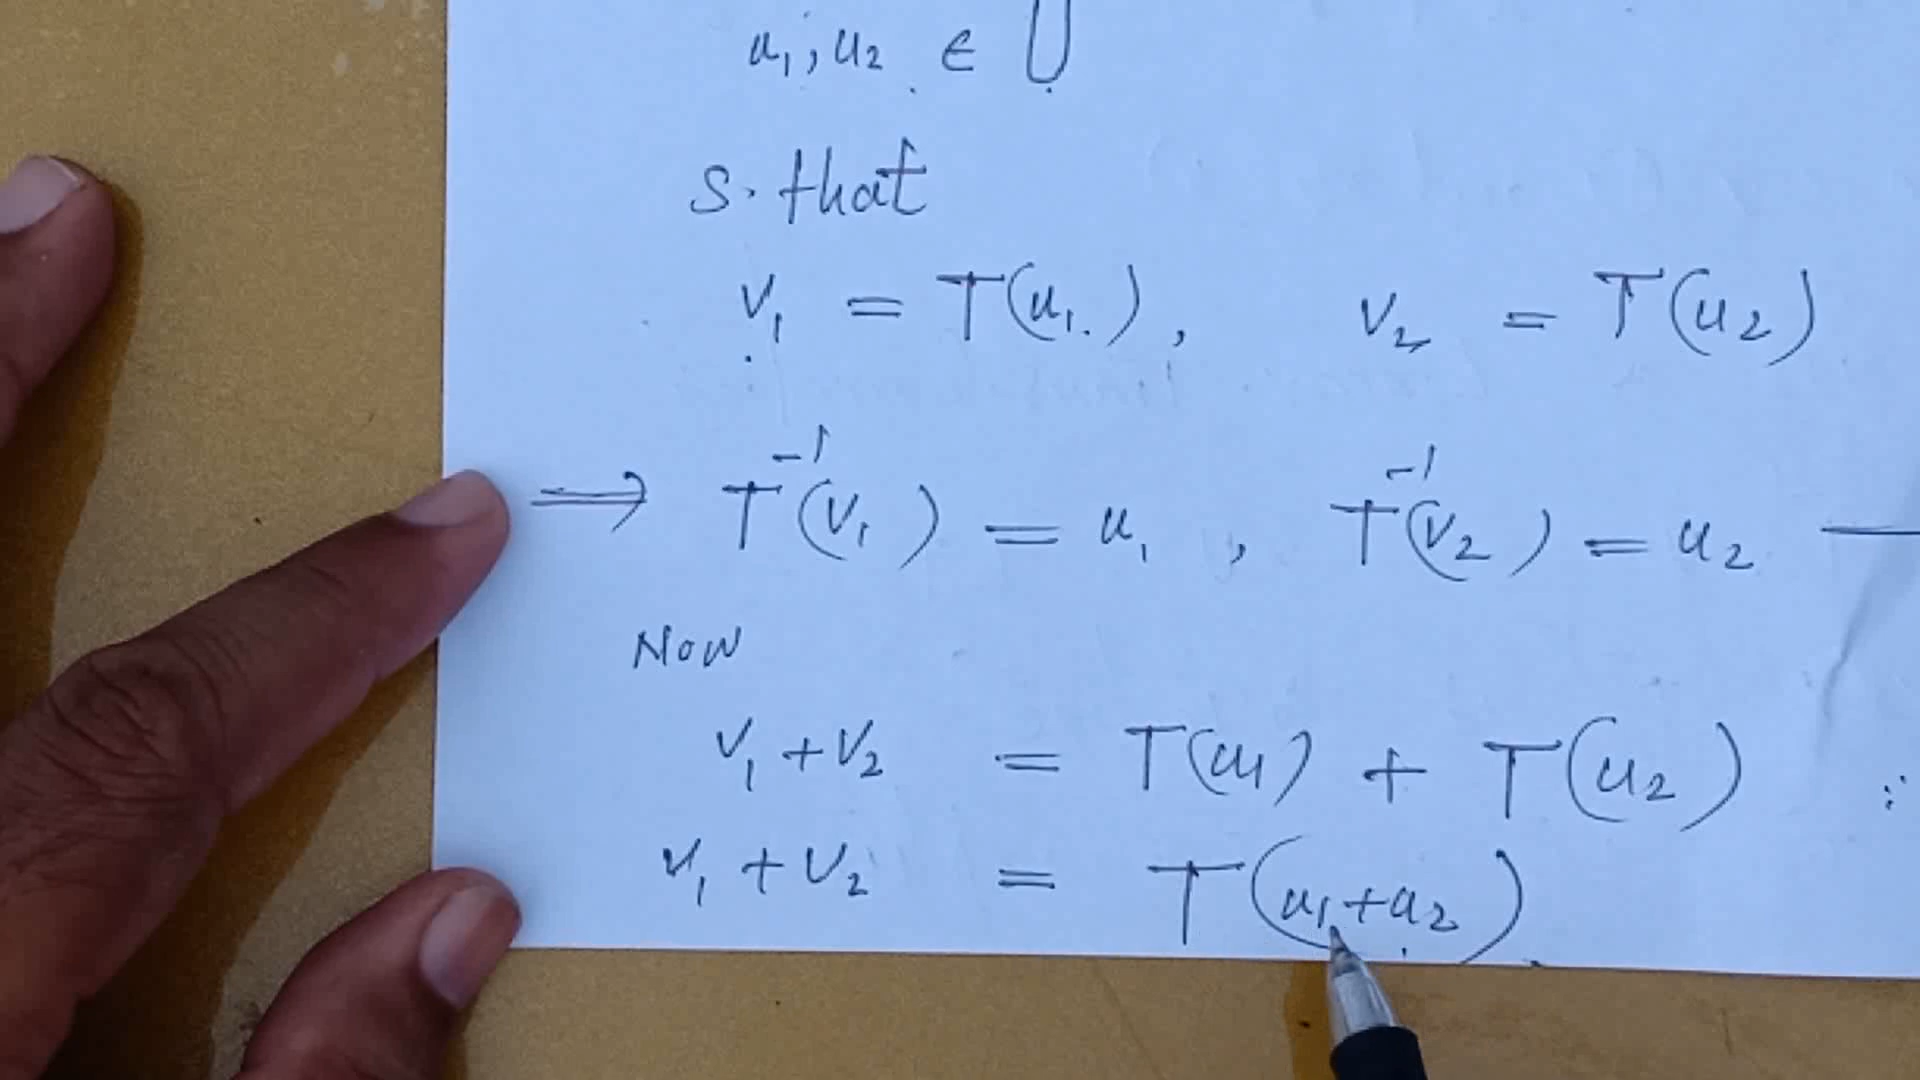 u₁, u₂ ∈ U
s. that
v₁ = T(u₁), v₂ = T(u₂)
⟹ T⁻¹(v₁) = u₁, T⁻¹(v₂) = u₂ —
Now
v₁ + v₂ = T(u₁) + T(u₂) ∵
v₁ + v₂ = T(u₁+u₂)